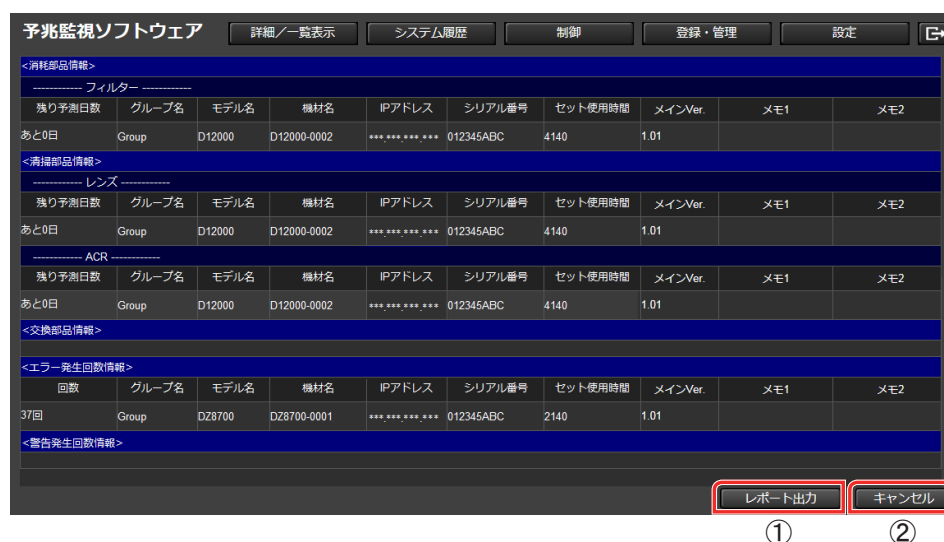 予兆監視ソフトウェア 詳細／一覧表示 システム履歴 制御 登録・管理 設定
<消耗部品情報>
------------ フィルター ------------
残り予測日数 グループ名 モデル名 機材名 IPアドレス シリアル番号 セット使用時間 メインVer. メモ1 メモ2
あと0日 Group D12000 D12000-0002 ***.***.***.*** 012345ABC 4140 1.01
<清掃部品情報>
------------ レンズ ------------
残り予測日数 グループ名 モデル名 機材名 IPアドレス シリアル番号 セット使用時間 メインVer. メモ1 メモ2
あと0日 Group D12000 D12000-0002 ***.***.***.*** 012345ABC 4140 1.01
------------ ACR ------------
残り予測日数 グループ名 モデル名 機材名 IPアドレス シリアル番号 セット使用時間 メインVer. メモ1 メモ2
あと0日 Group D12000 D12000-0002 ***.***.***.*** 012345ABC 4140 1.01
<交換部品情報>
<エラー発生回数情報>
回数 グループ名 モデル名 機材名 IPアドレス シリアル番号 セット使用時間 メインVer. メモ1 メモ2
37回 Group DZ8700 DZ8700-0001 ***.***.***.*** 012345ABC 2140 1.01
<警告発生回数情報>
レポート出力 キャンセル
① ②